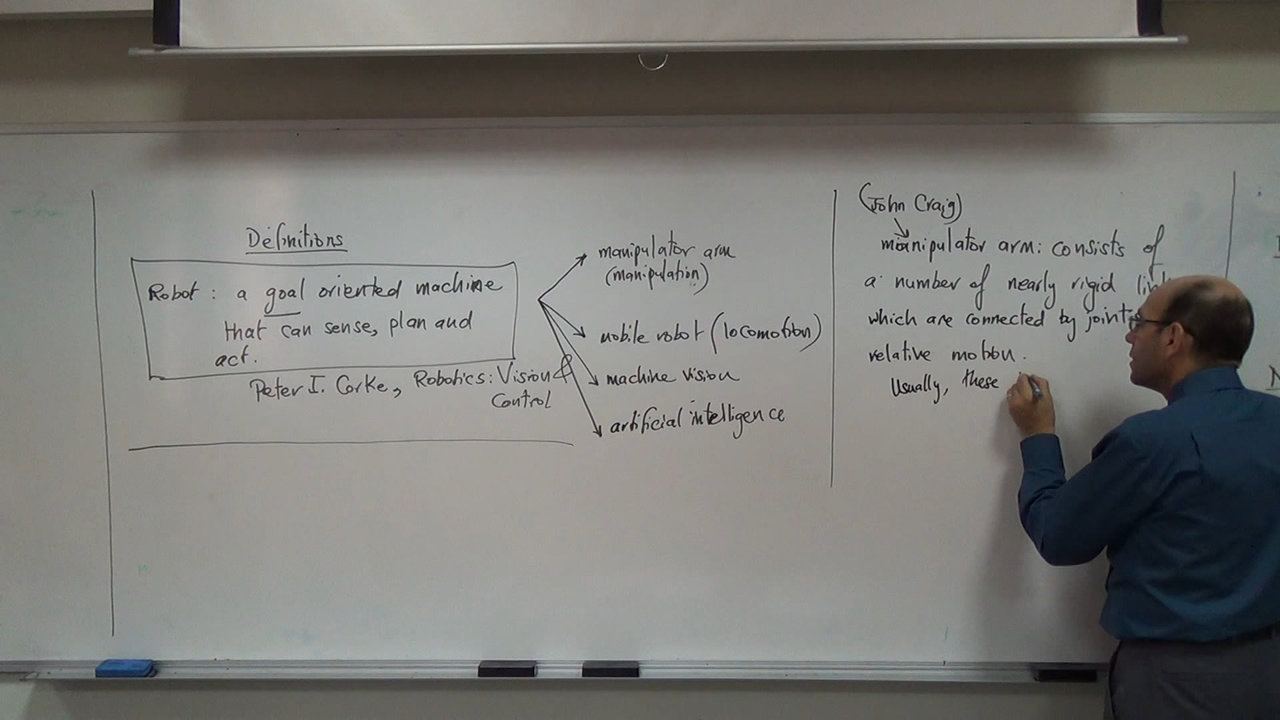 Definitions
Robot: a goal oriented machine
that can sense, plan and
act.
Peter I. Corke, Robotics: Vision &
Control
manipulator arm
(manipulation)
mobile robot (locomotion)
machine vision
artificial intelligence
(John Craig)
manipulator arm: consists of
a number of nearly rigid
which are connected by joints
relative motion.
Usually, these